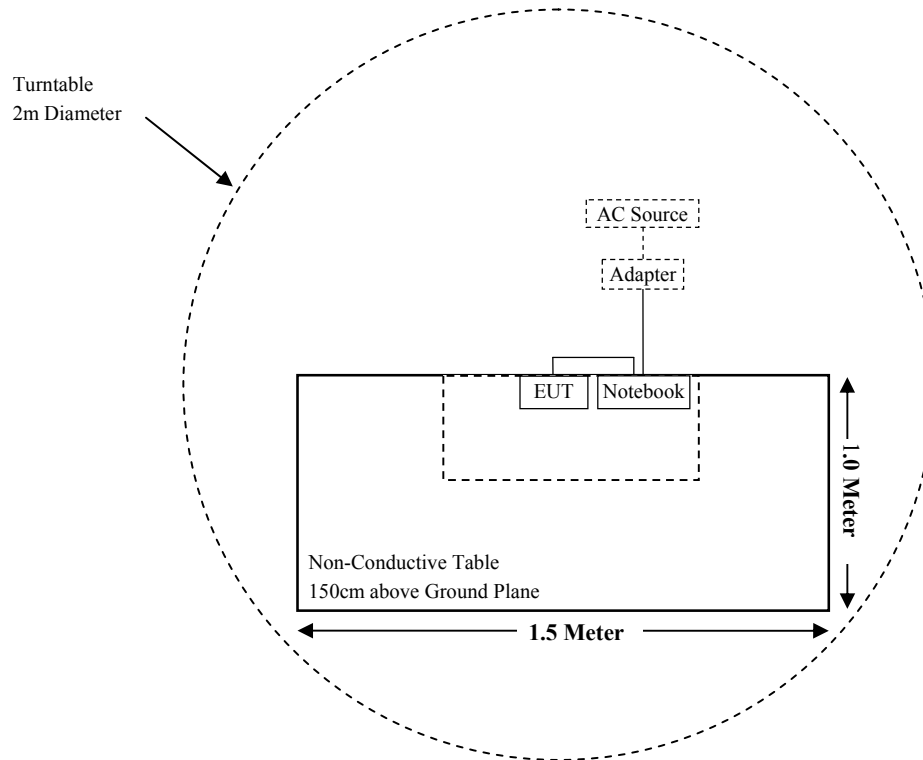 Turntable
2m Diameter
AC Source
Adapter
EUT
Notebook
1.0 Meter
Non-Conductive Table
150cm above Ground Plane
1.5 Meter